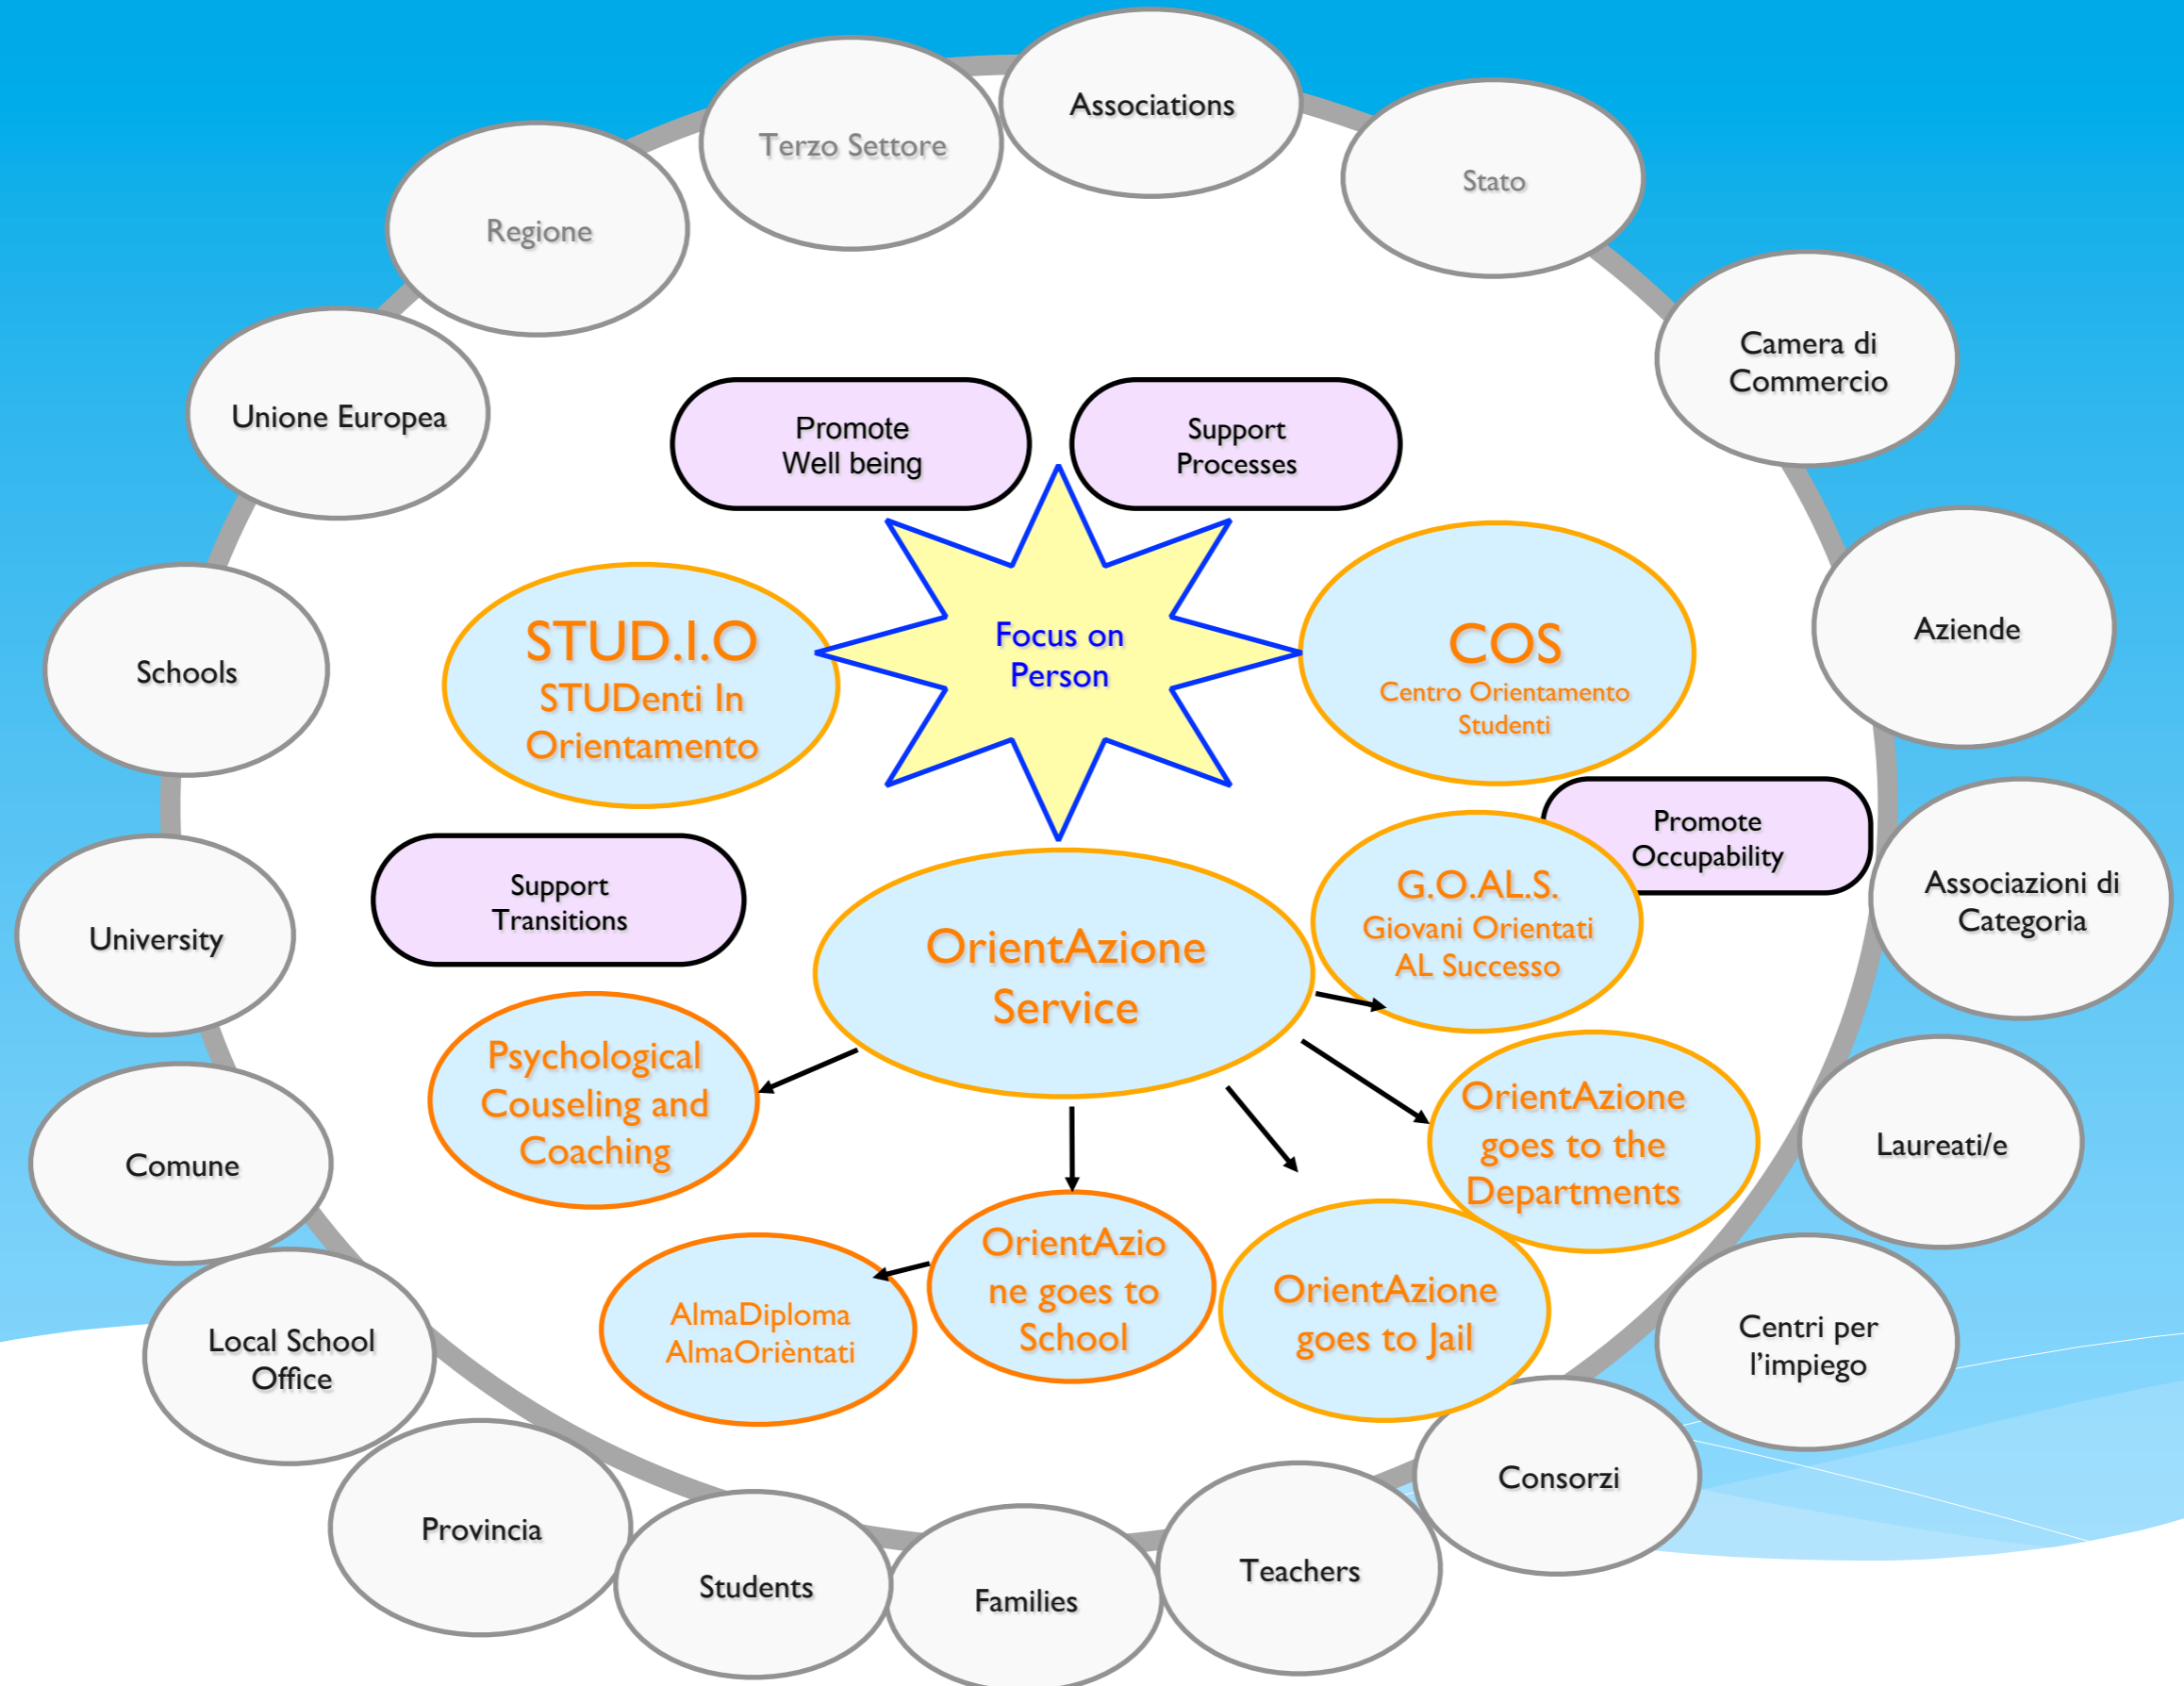 Associations
Terzo Settore
Stato
Regione
Camera di
Commercio
Unione Europea
Promote
Well being
Support
Processes
Aziende
Schools
STUD.I.O
STUDenti In
Orientamento
Focus on
Person
COS
Centro Orientamento
Studenti
Promote
Occupability
Associazioni di
Categoria
University
Support
Transitions
OrientAzione
Service
G.O.AL.S.
Giovani Orientati
AL Successo
Psychological
Couseling and
Coaching
OrientAzione
goes to the
Departments
Laureati/e
Comune
AlmaDiploma
AlmaOrièntati
OrientAzio
ne goes to
School
OrientAzione
goes to Jail
Local School
Office
Centri per
l'impiego
Consorzi
Provincia
Students
Families
Teachers